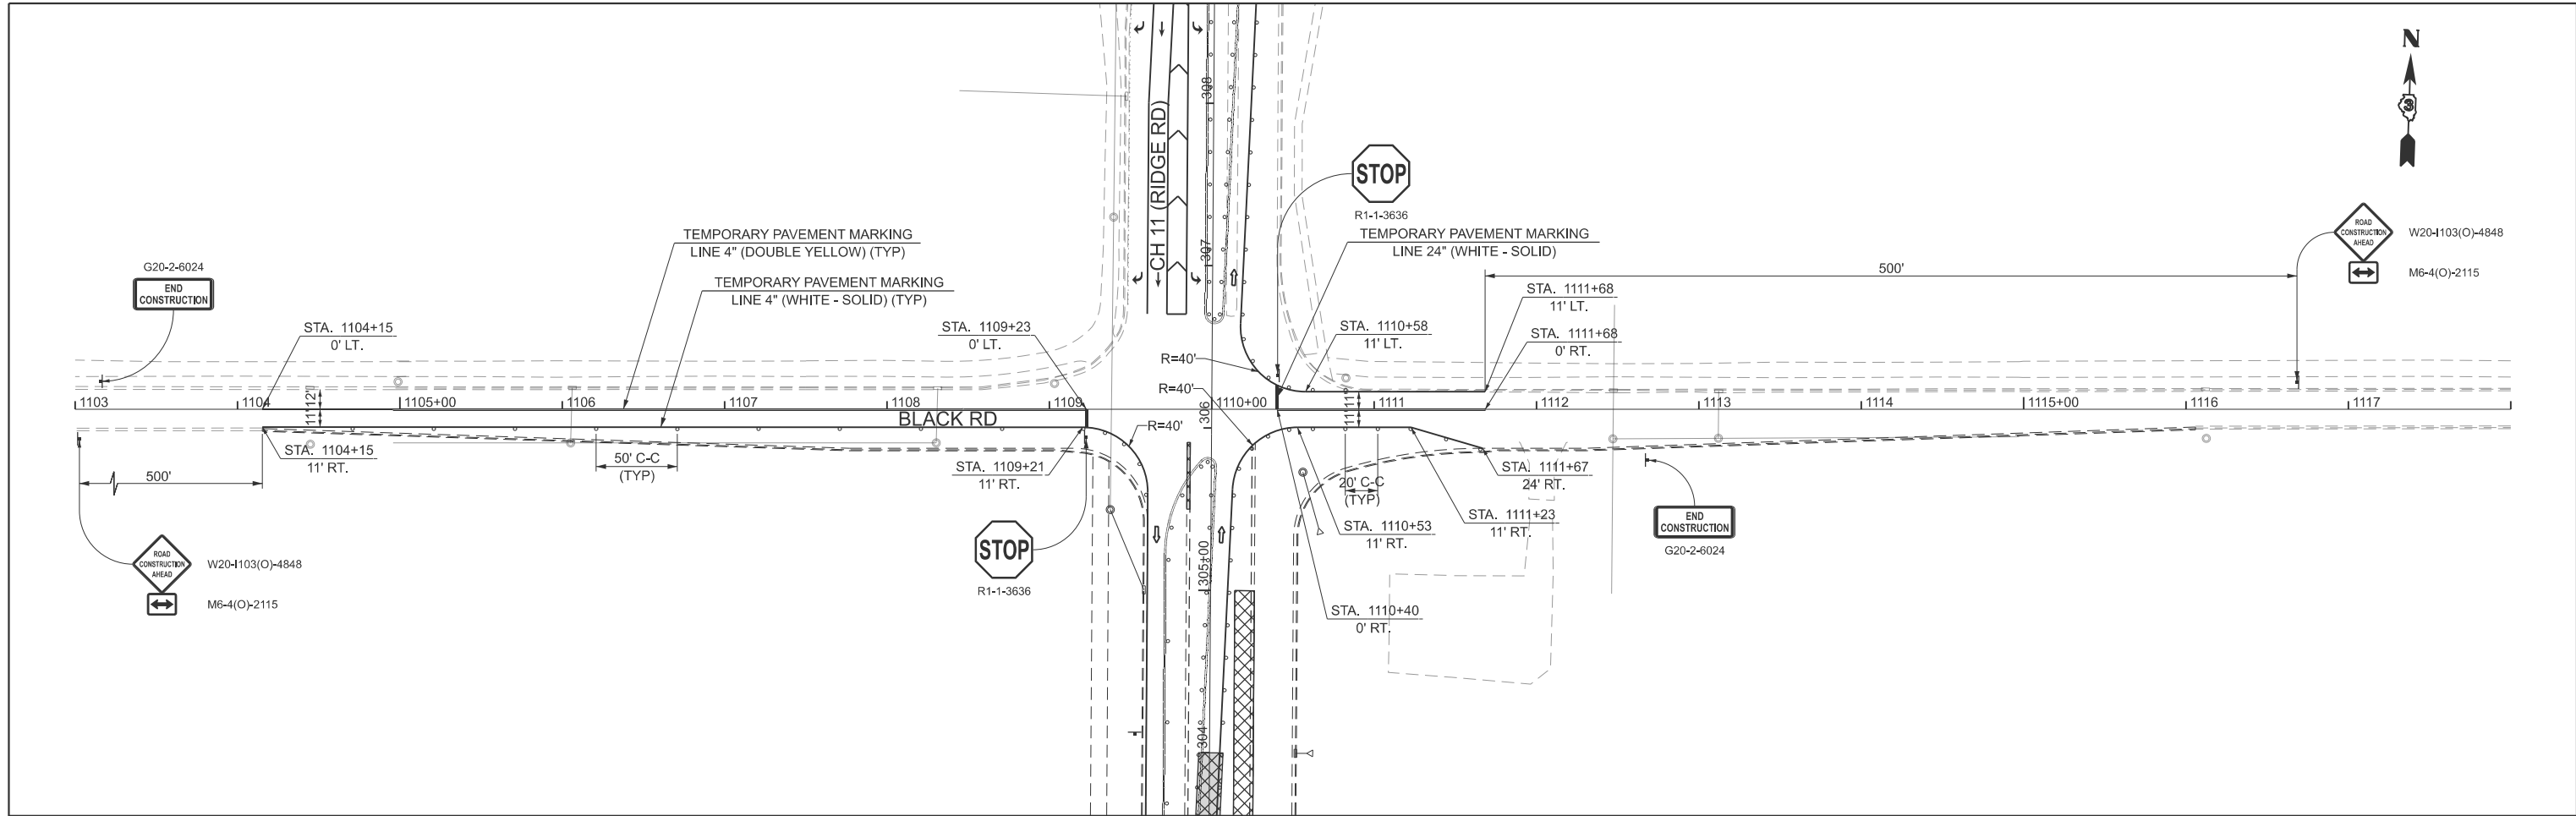 N
3
CH 11 (RIDGE RD)
308
307
306
305+00
304
STOP
R1-1-3636
TEMPORARY PAVEMENT MARKING
LINE 24" (WHITE - SOLID)
TEMPORARY PAVEMENT MARKING
LINE 4" (DOUBLE YELLOW) (TYP)
TEMPORARY PAVEMENT MARKING
LINE 4" (WHITE - SOLID) (TYP)
G20-2-6024
END
CONSTRUCTION
ROAD
CONSTRUCTION
AHEAD
W20-I103(O)-4848
M6-4(O)-2115
500'
STA. 1104+15
0' LT.
STA. 1109+23
0' LT.
R=40'
R=40'
R=40'
STA. 1110+58
11' LT.
STA. 1111+68
11' LT.
STA. 1111+68
0' RT.
1103
1104
1105+00
1106
1107
1108
1109
1110+00
1111
1112
1113
1114
1115+00
1116
1117
12'
11'
11'
11'
BLACK RD
STA. 1104+15
11' RT.
50' C-C
(TYP)
STA. 1109+21
11' RT.
20' C-C
(TYP)
STA. 1111+67
24' RT.
STA. 1111+23
11' RT.
STA. 1110+53
11' RT.
STA. 1110+40
0' RT.
500'
ROAD
CONSTRUCTION
AHEAD
W20-I103(O)-4848
M6-4(O)-2115
STOP
R1-1-3636
END
CONSTRUCTION
G20-2-6024